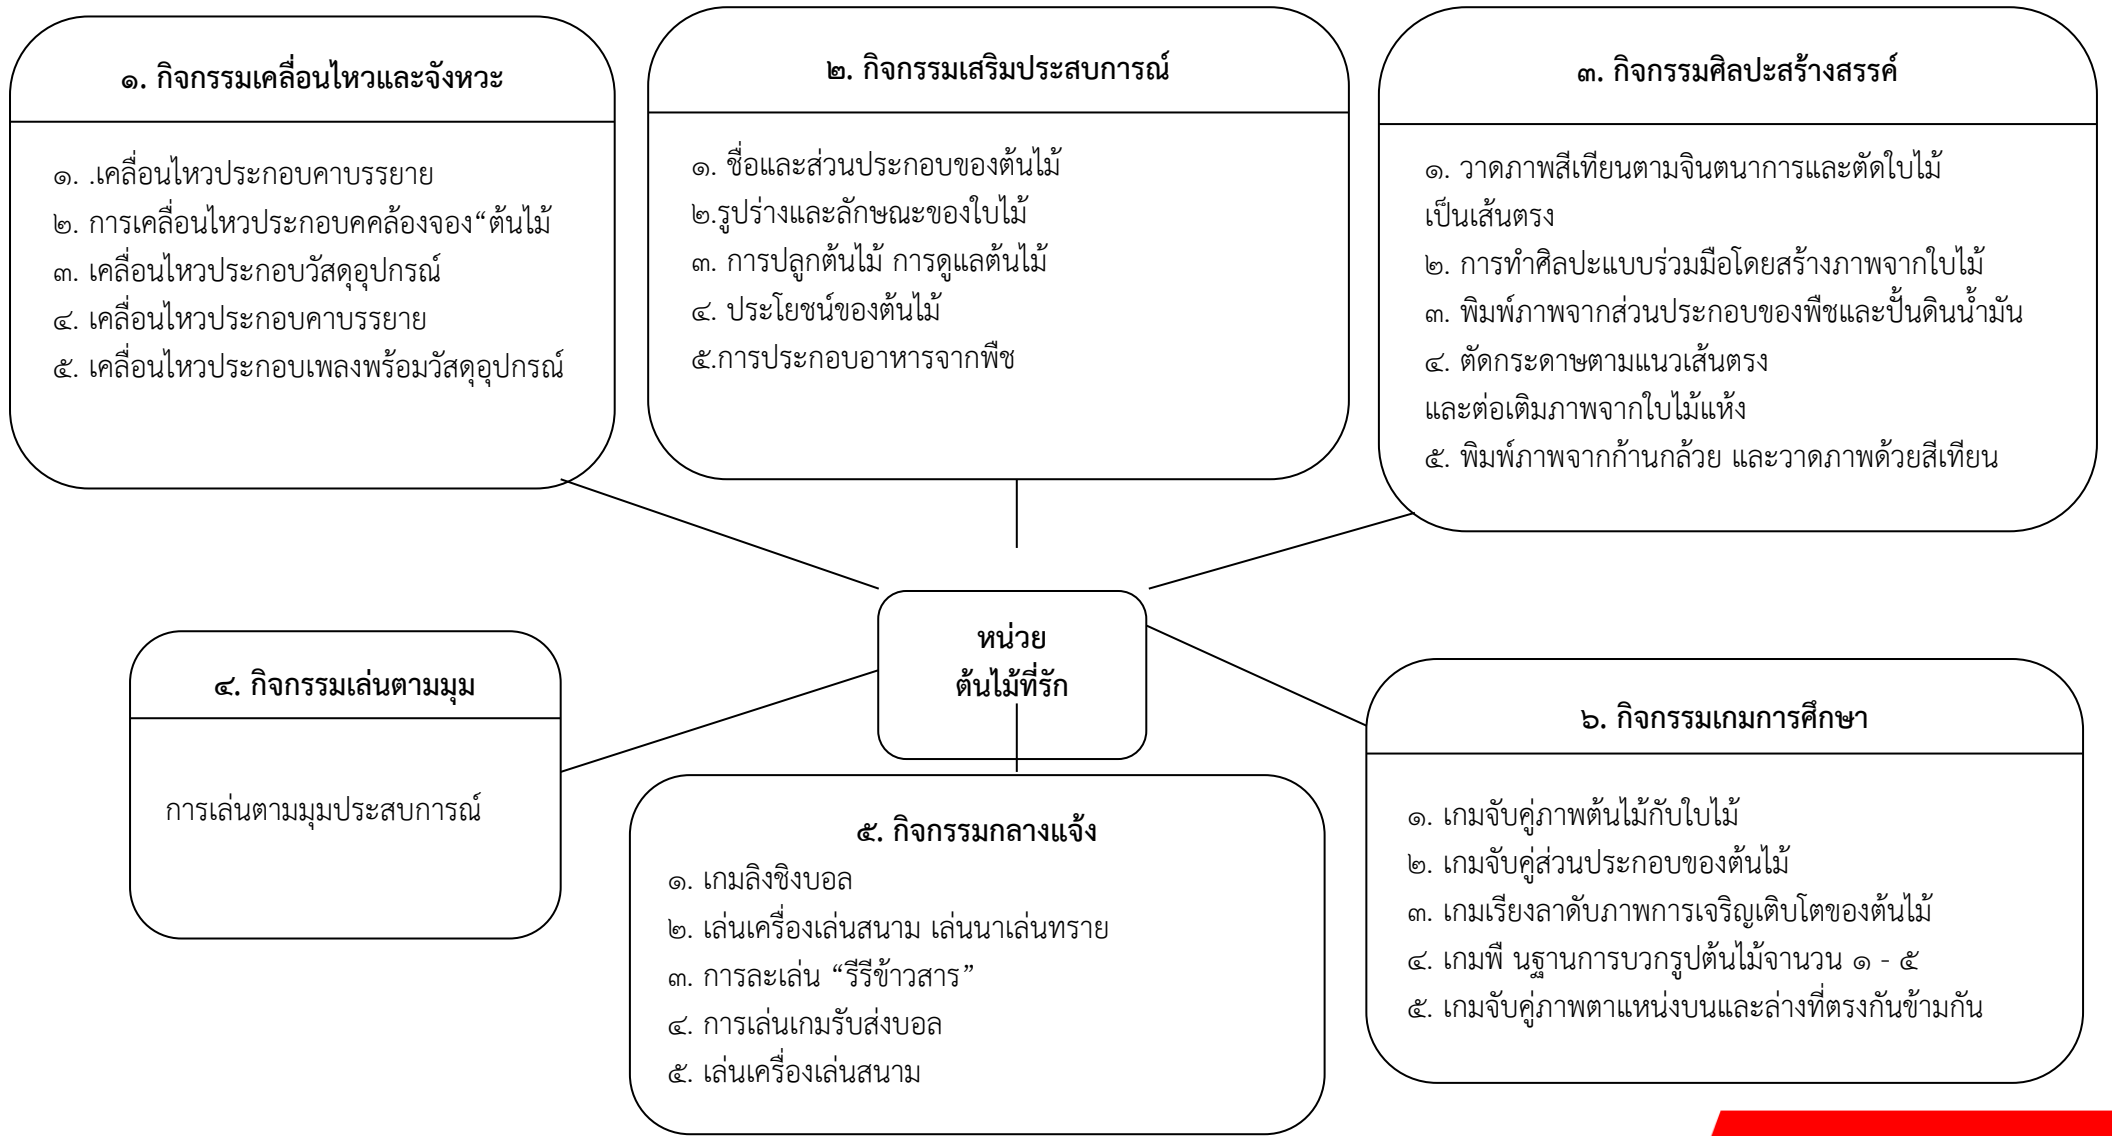 ๑. กิจกรรมเคลื่อนไหวและจังหวะ
๑. .เคลื่อนไหวประกอบคาบรรยาย
๒. การเคลื่อนไหวประกอบคคล้องจอง“ต้นไม้
๓. เคลื่อนไหวประกอบวัสดุอุปกรณ์
๔. เคลื่อนไหวประกอบคาบรรยาย
๕. เคลื่อนไหวประกอบเพลงพร้อมวัสดุอุปกรณ์
๒. กิจกรรมเสริมประสบการณ์
๑. ชื่อและส่วนประกอบของต้นไม้
๒.รูปร่างและลักษณะของใบไม้
๓. การปลูกต้นไม้ การดูแลต้นไม้
๔. ประโยชน์ของต้นไม้
๕.การประกอบอาหารจากพืช
๓. กิจกรรมศิลปะสร้างสรรค์
๑. วาดภาพสีเทียนตามจินตนาการและตัดใบไม้
เป็นเส้นตรง
๒. การทำศิลปะแบบร่วมมือโดยสร้างภาพจากใบไม้
๓. พิมพ์ภาพจากส่วนประกอบของพืชและปั้นดินน้ำมัน
๔. ตัดกระดาษตามแนวเส้นตรง
และต่อเติมภาพจากใบไม้แห้ง
๕. พิมพ์ภาพจากก้านกล้วย และวาดภาพด้วยสีเทียน
หน่วย
ต้นไม้ที่รัก
๔. กิจกรรมเล่นตามมุม
การเล่นตามมุมประสบการณ์
๕. กิจกรรมกลางแจ้ง
๑. เกมลิงชิงบอล
๒. เล่นเครื่องเล่นสนาม เล่นนาเล่นทราย
๓. การละเล่น “รีรีข้าวสาร”
๔. การเล่นเกมรับส่งบอล
๕. เล่นเครื่องเล่นสนาม
๖. กิจกรรมเกมการศึกษา
๑. เกมจับคู่ภาพต้นไม้กับใบไม้
๒. เกมจับคู่ส่วนประกอบของต้นไม้
๓. เกมเรียงลาดับภาพการเจริญเติบโตของต้นไม้
๔. เกมพื นฐานการบวกรูปต้นไม้จานวน ๑ - ๕
๕. เกมจับคู่ภาพตาแหน่งบนและล่างที่ตรงกันข้ามกัน